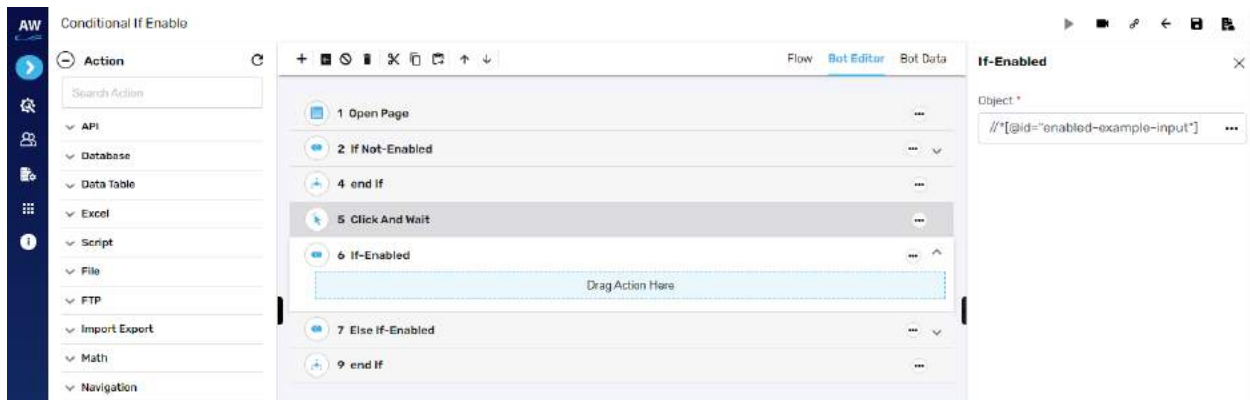 AW
Conditional If Enable
Action
Search Action
API
Database
Data Table
Excel
Script
File
FTP
Import Export
Math
Navigation
Flow Bot Editor Bot Data
1 Open Page
2 If Not-Enabled
4 end If
5 Click And Wait
6 If-Enabled
Drag Action Here
7 Else If-Enabled
9 end If
If-Enabled
Object *
//*[@id="enabled-example-input"]